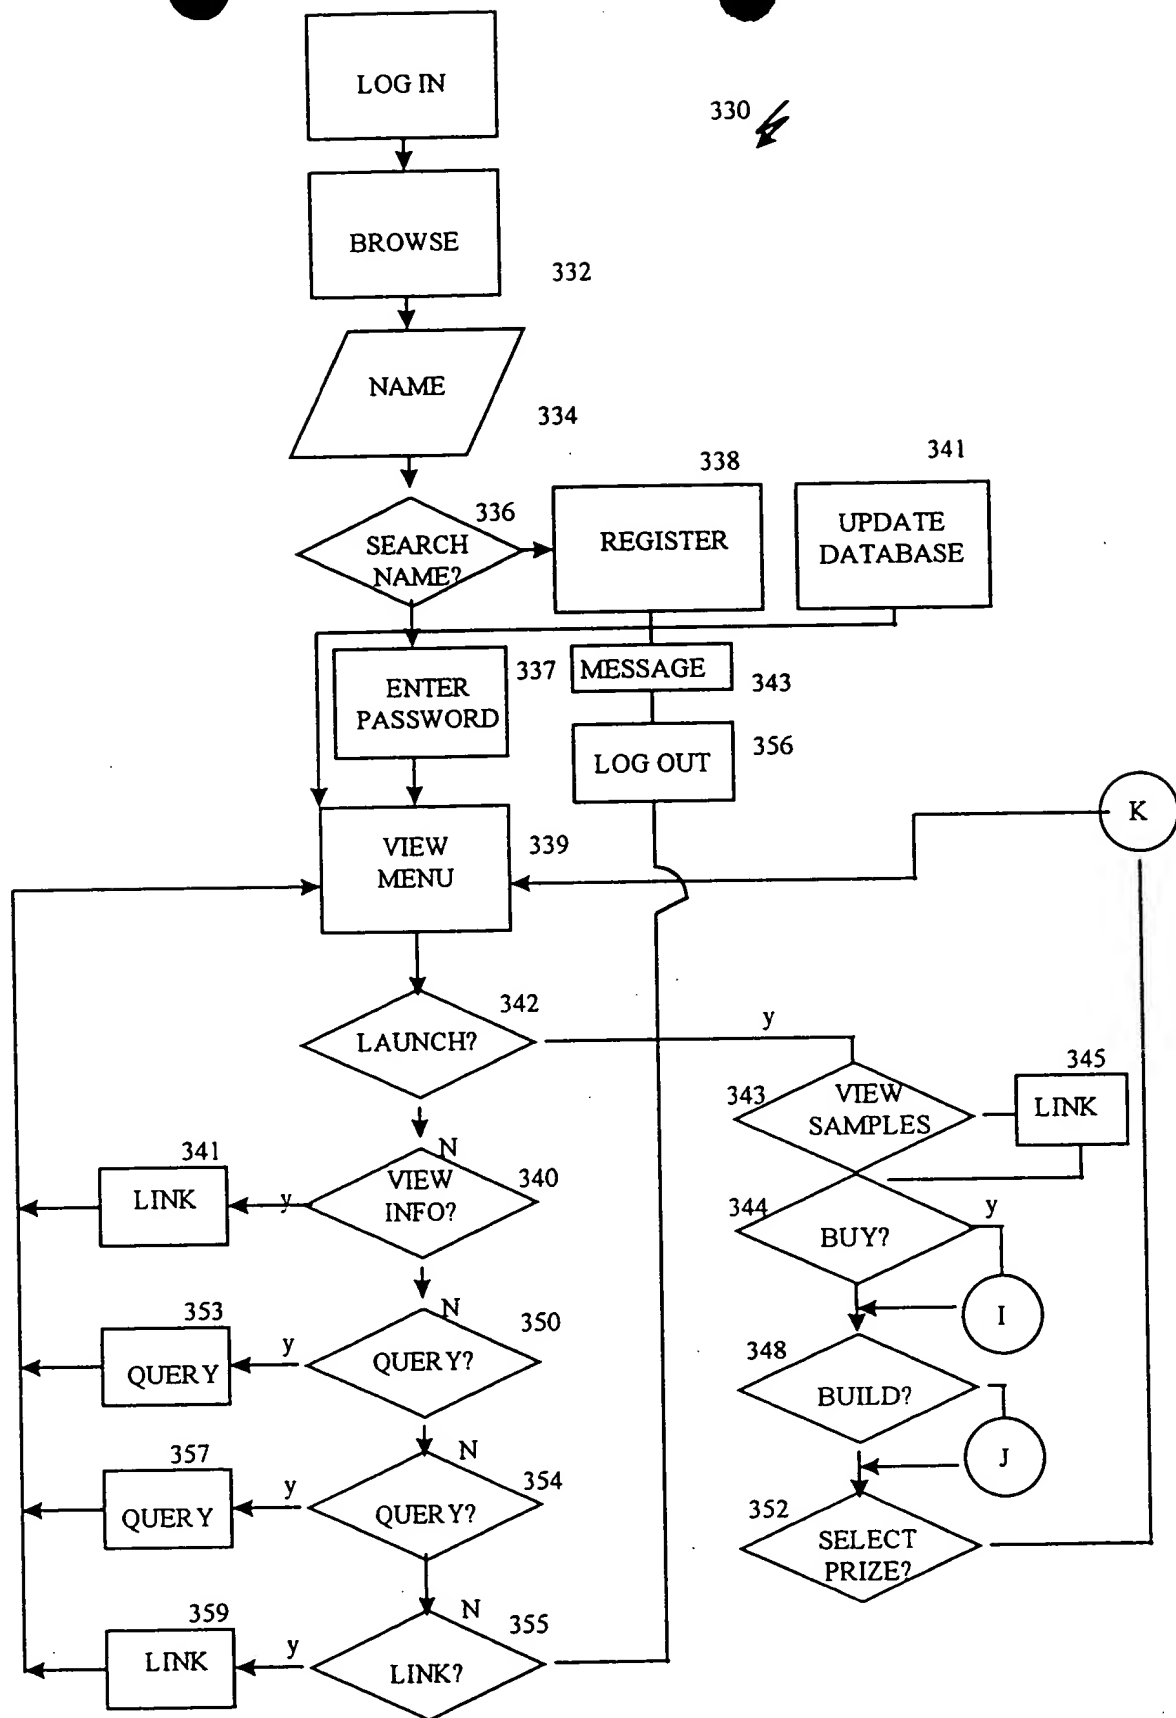 LOG IN
330
BROWSE
332
NAME
334
338
341
336
SEARCH
NAME?
REGISTER
UPDATE
DATABASE
337
ENTER
PASSWORD
MESSAGE
343
LOG OUT
356
K
VIEW
MENU
339
342
LAUNCH?
y
345
343
VIEW
SAMPLES
LINK
N
341
LINK
y
VIEW
INFO?
340
344
BUY?
y
I
N
353
QUERY
y
QUERY?
350
348
BUILD?
J
N
357
QUERY
y
QUERY?
354
352
SELECT
PRIZE?
N
359
LINK
y
LINK?
355